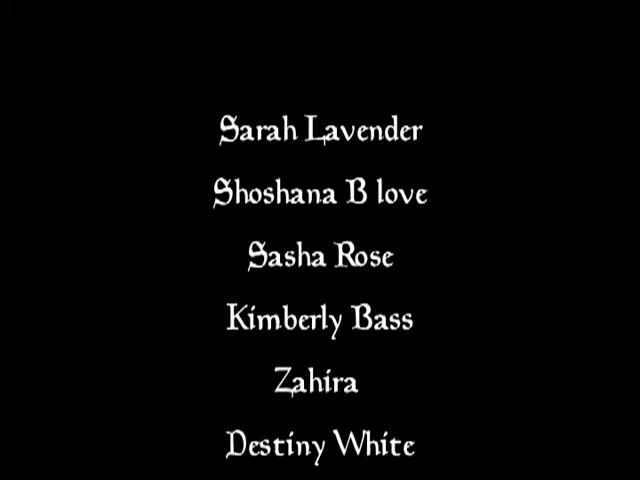 Sarah Lavender
Shoshana B love
Sasha Rose
Kimberly Bass
Zahira
Destiny White